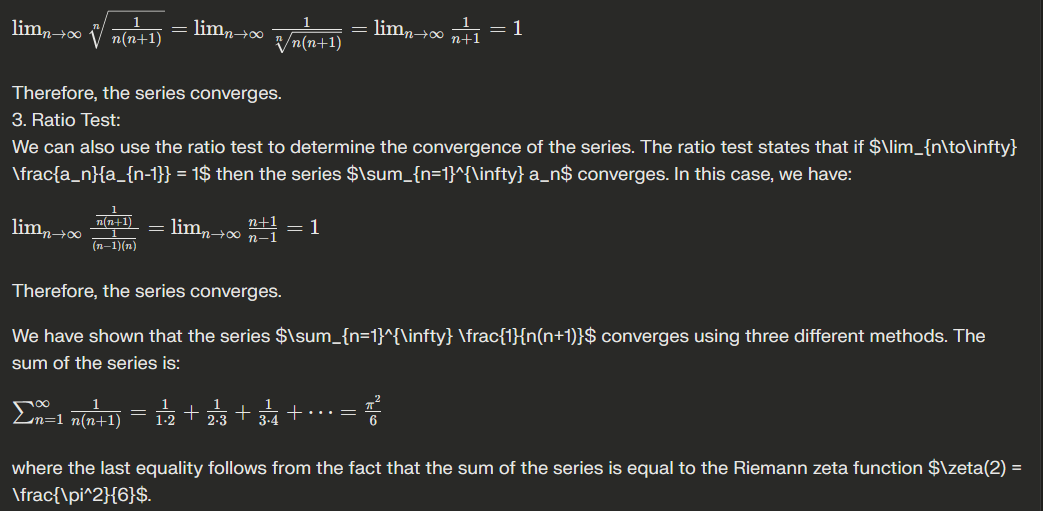 $\lim_{n\to\infty} \sqrt[n]{\frac{1}{n(n+1)}} = \lim_{n\to\infty} \frac{1}{\sqrt[n]{n(n+1)}} = \lim_{n\to\infty} \frac{1}{n+1} = 1$
Therefore, the series converges.
3. Ratio Test:
We can also use the ratio test to determine the convergence of the series. The ratio test states that if $\lim_{n\to\infty}
\frac{a_n}{a_{n-1}} = 1$ then the series $\sum_{n=1}^{\infty} a_n$ converges. In this case, we have:
$\lim_{n\to\infty} \frac{\frac{1}{n(n+1)}}{\frac{1}{(n-1)(n)}} = \lim_{n\to\infty} \frac{n+1}{n-1} = 1$
Therefore, the series converges.
We have shown that the series $\sum_{n=1}^{\infty} \frac{1}{n(n+1)}$ converges using three different methods. The
sum of the series is:
$\sum_{n=1}^{\infty} \frac{1}{n(n+1)} = \frac{1}{1 \cdot 2} + \frac{1}{2 \cdot 3} + \frac{1}{3 \cdot 4} + \cdots = \frac{\pi^2}{6}$
where the last equality follows from the fact that the sum of the series is equal to the Riemann zeta function $\zeta(2) =
\frac{\pi^2}{6}$.